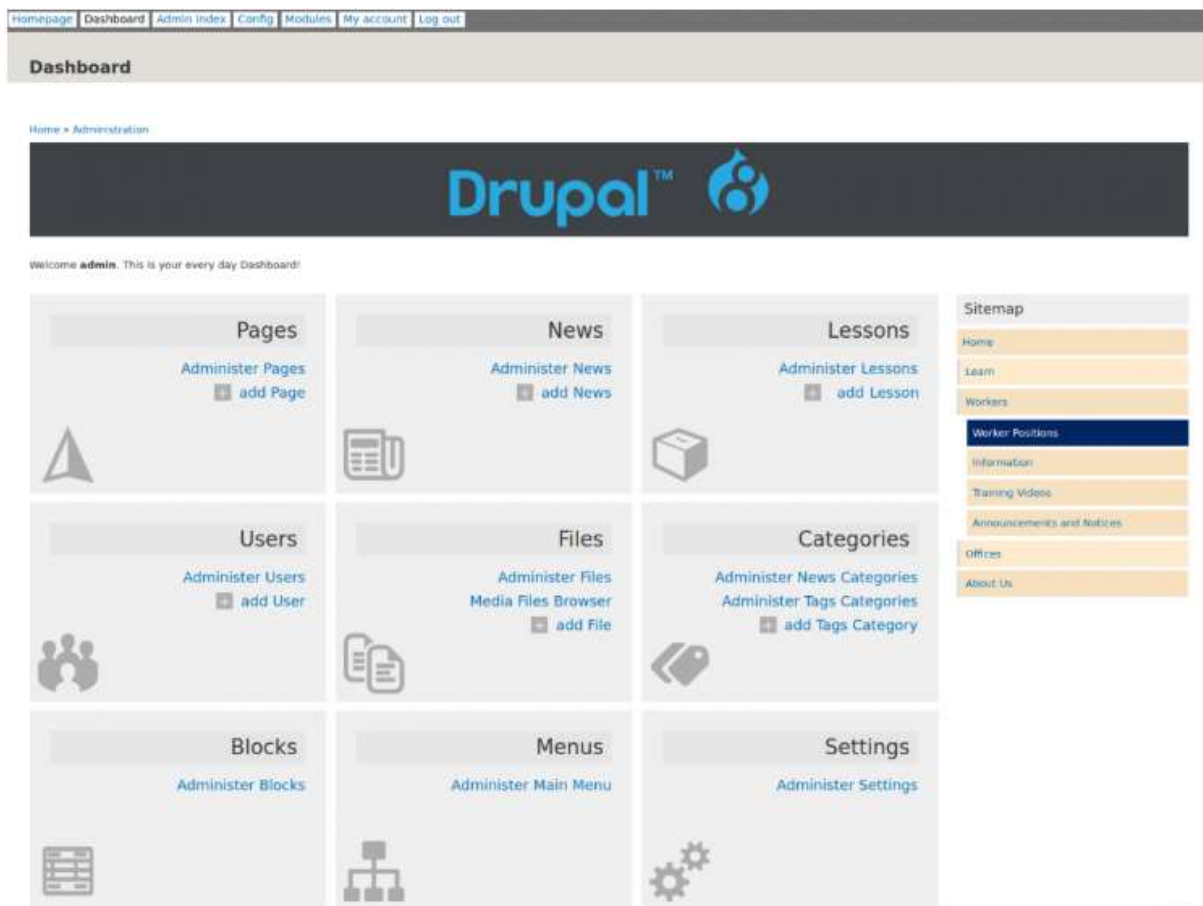 Homepage Dashboard Admin Index Config Modules My account Log out
Dashboard
Home » Administration
Drupal™
Welcome admin. This is your every day Dashboard!
Pages
Administer Pages
+ add Page
News
Administer News
+ add News
Lessons
Administer Lessons
+ add Lesson
Users
Administer Users
+ add User
Files
Administer Files
Media Files Browser
+ add File
Categories
Administer News Categories
Administer Tags Categories
+ add Tags Category
Blocks
Administer Blocks
Menus
Administer Main Menu
Settings
Administer Settings
Sitemap
Home
Learn
Workers
Worker Positions
Information
Training Videos
Announcements and Notices
Offices
About Us